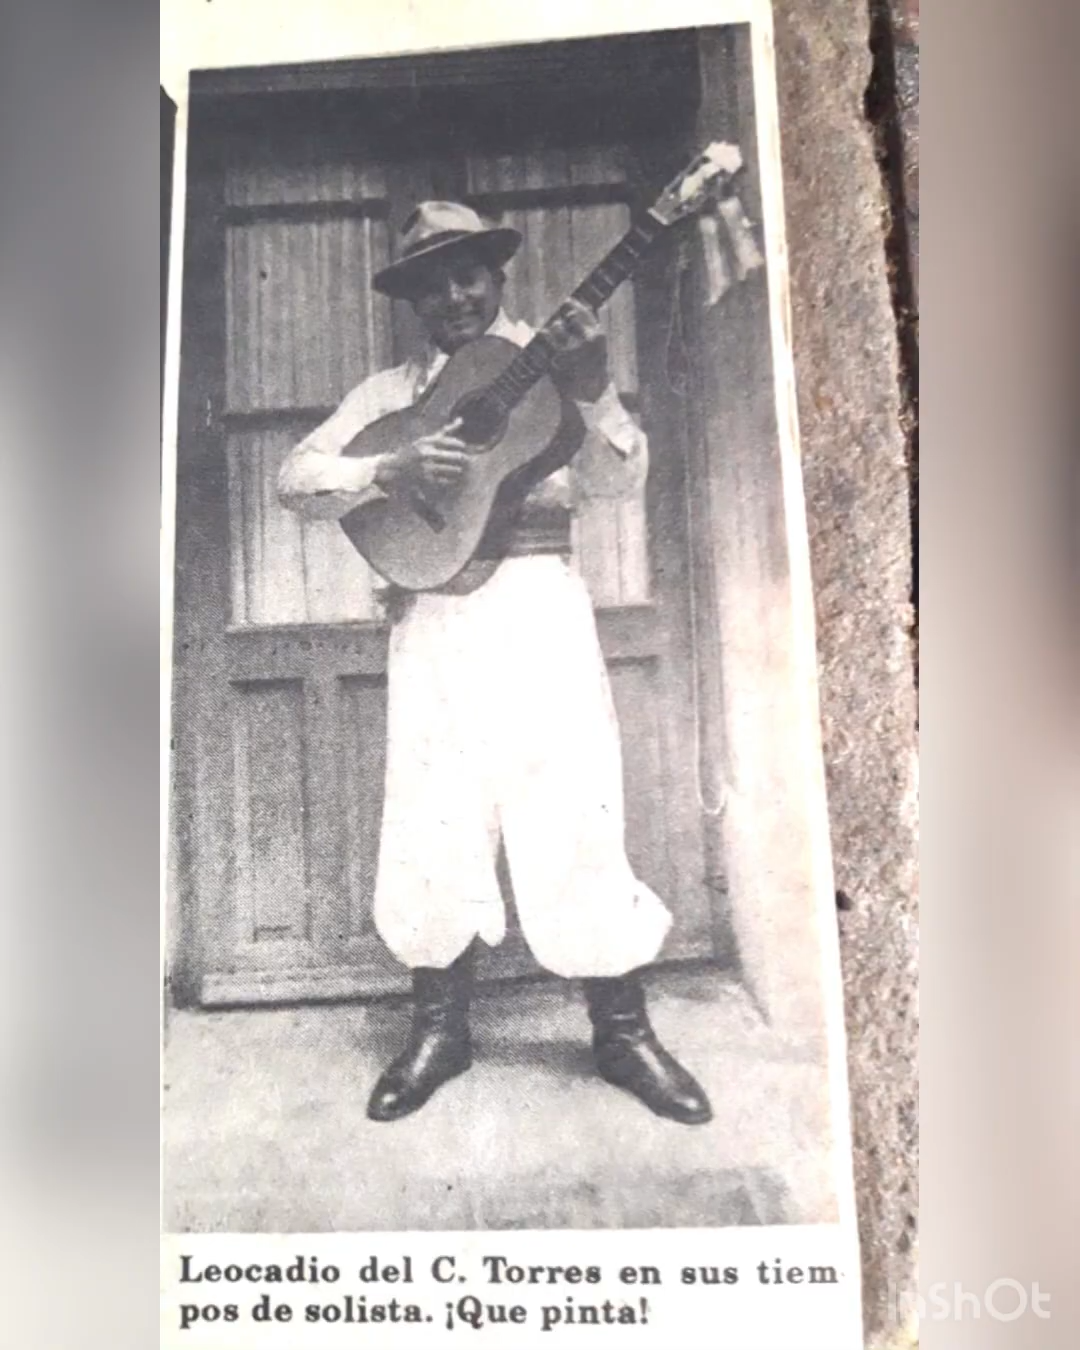 Leocadio del C. Torres en sus tiem-
pos de solista. ¡Que pinta!
InShOt